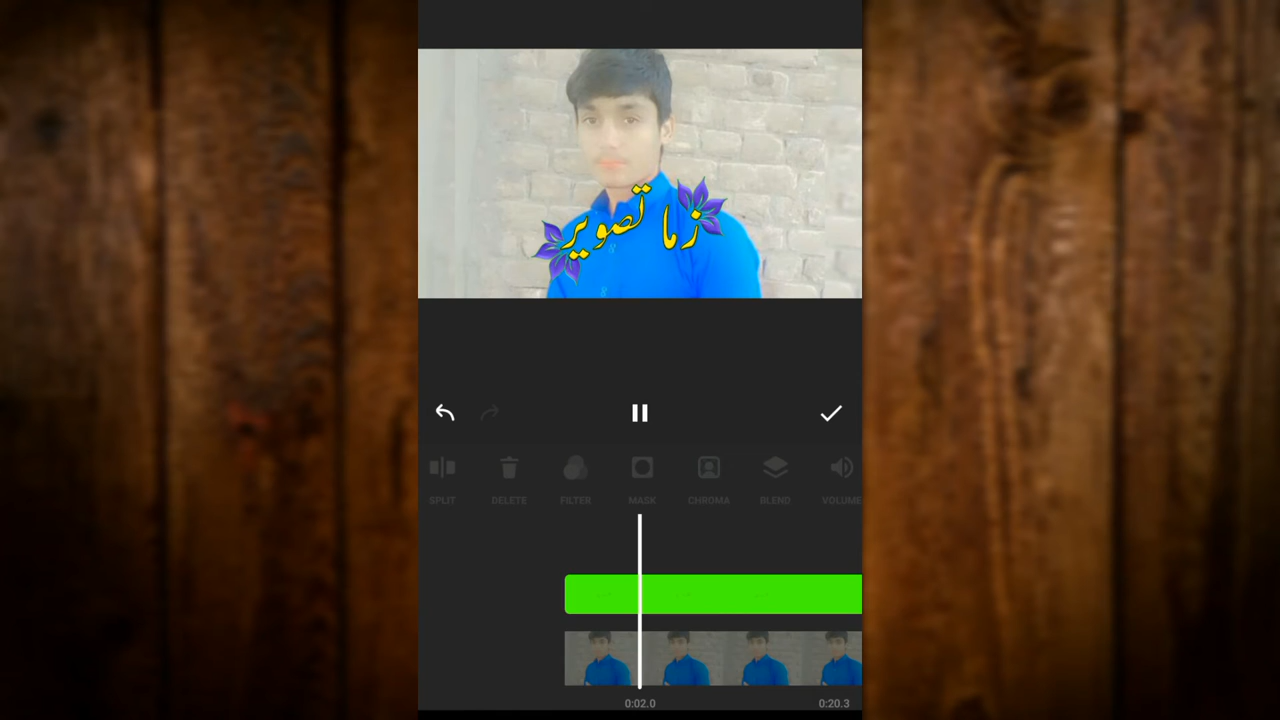 زما تصویر
SPLIT DELETE FILTER MASK CHROMA BLEND VOLUME
0:02.0 0:20.3